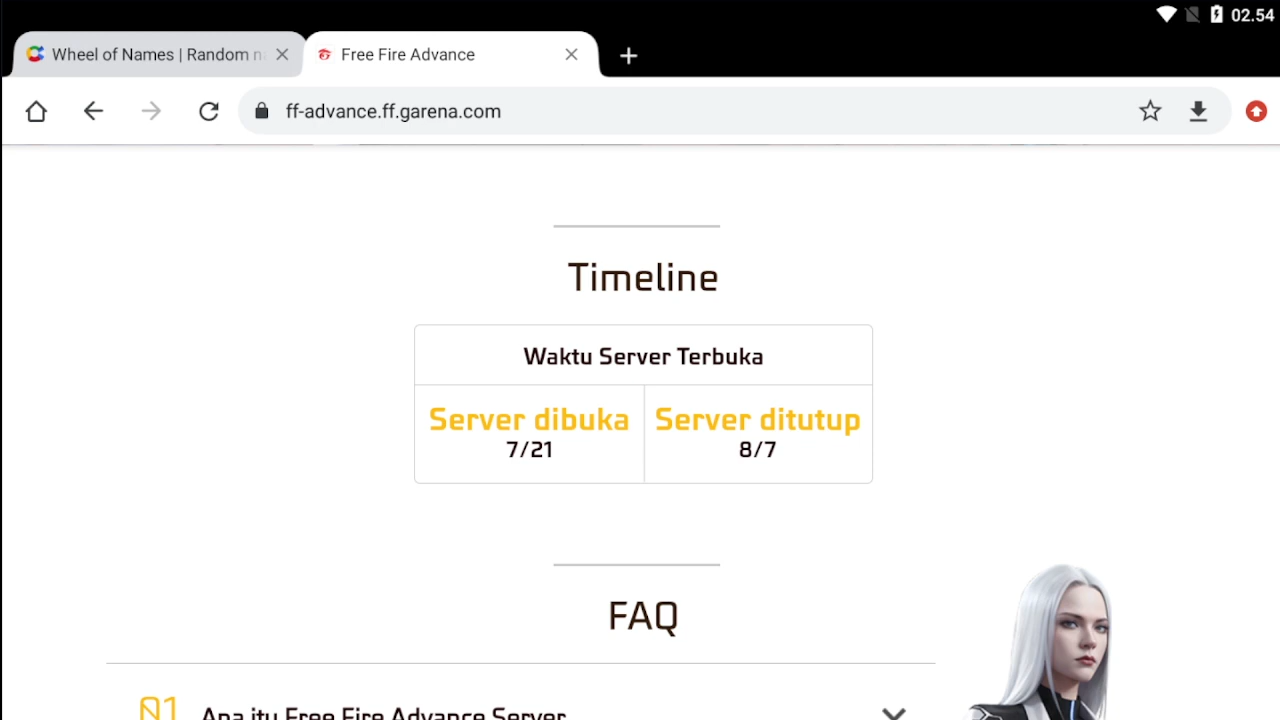 02.54
Wheel of Names | Random n
Free Fire Advance
ff-advance.ff.garena.com
Timeline
Waktu Server Terbuka
Server dibuka Server ditutup
7/21 8/7
FAQ
01 Apa itu Free Fire Advance Server